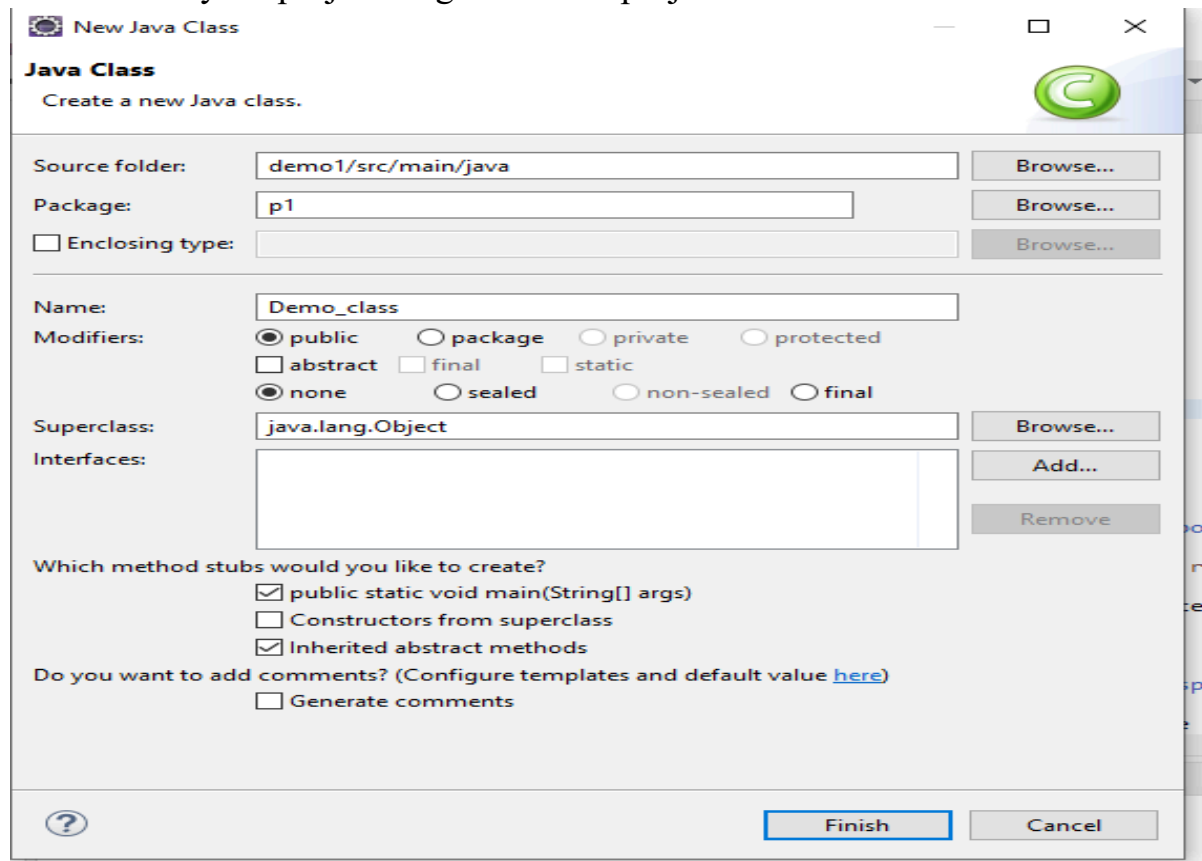 New Java Class
Java Class
Create a new Java class.
Source folder: demo1/src/main/java Browse...
Package: p1 Browse...
Enclosing type: Browse...
Name: Demo_class
Modifiers: public package private protected
abstract final static
none sealed non-sealed final
Superclass: java.lang.Object Browse...
Interfaces: Add...
Remove
Which method stubs would you like to create?
public static void main(String[] args)
Constructors from superclass
Inherited abstract methods
Do you want to add comments? (Configure templates and default value here)
Generate comments
? Finish Cancel